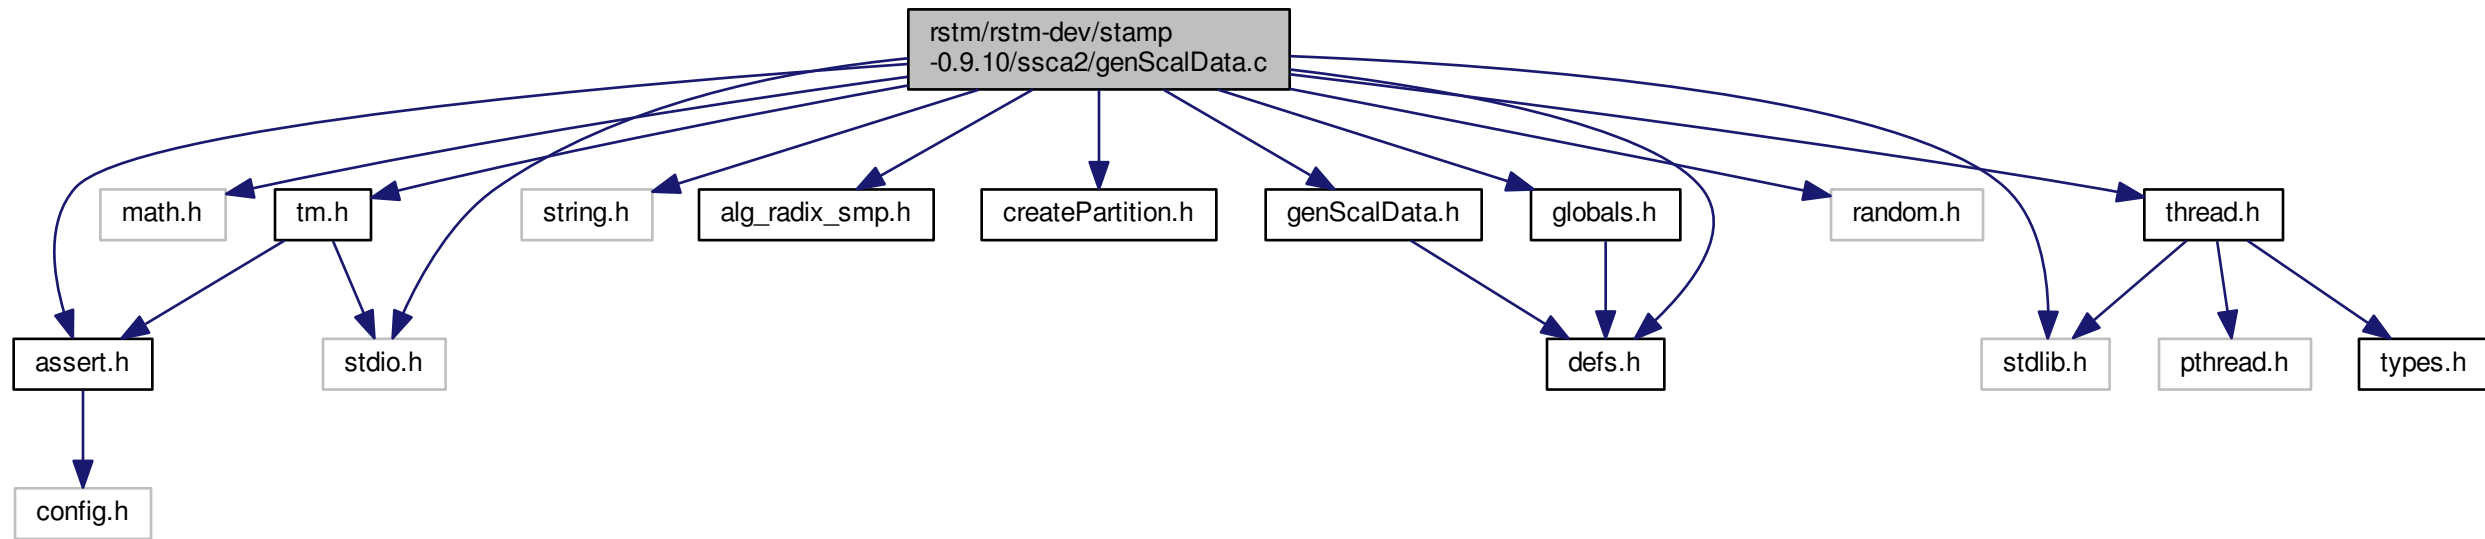 rstm/rstm-dev/stamp
-0.9.10/ssca2/genScalData.c
math.h
tm.h
string.h
alg_radix_smp.h
createPartition.h
genScalData.h
globals.h
random.h
thread.h
assert.h
stdio.h
defs.h
stdlib.h
pthread.h
types.h
config.h